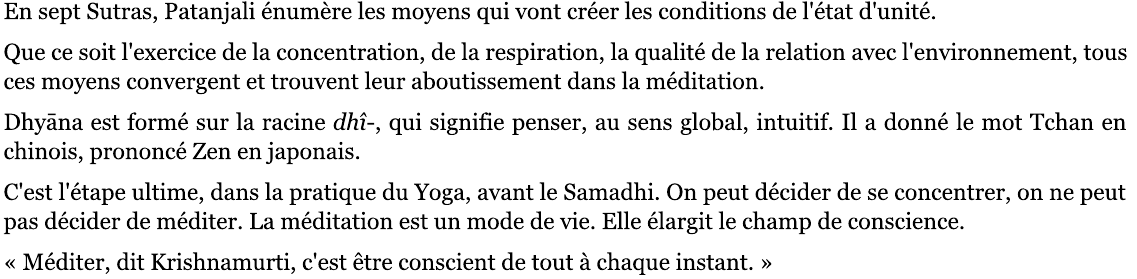 En sept Sutras, Patanjali énumère les moyens qui vont créer les conditions de l'état d'unité.
Que ce soit l'exercice de la concentration, de la respiration, la qualité de la relation avec l'environnement, tous
ces moyens convergent et trouvent leur aboutissement dans la méditation.
Dhyāna est formé sur la racine dhî-, qui signifie penser, au sens global, intuitif. Il a donné le mot Tchan en
chinois, prononcé Zen en japonais.
C'est l'étape ultime, dans la pratique du Yoga, avant le Samadhi. On peut décider de se concentrer, on ne peut
pas décider de méditer. La méditation est un mode de vie. Elle élargit le champ de conscience.
« Méditer, dit Krishnamurti, c'est être conscient de tout à chaque instant. »